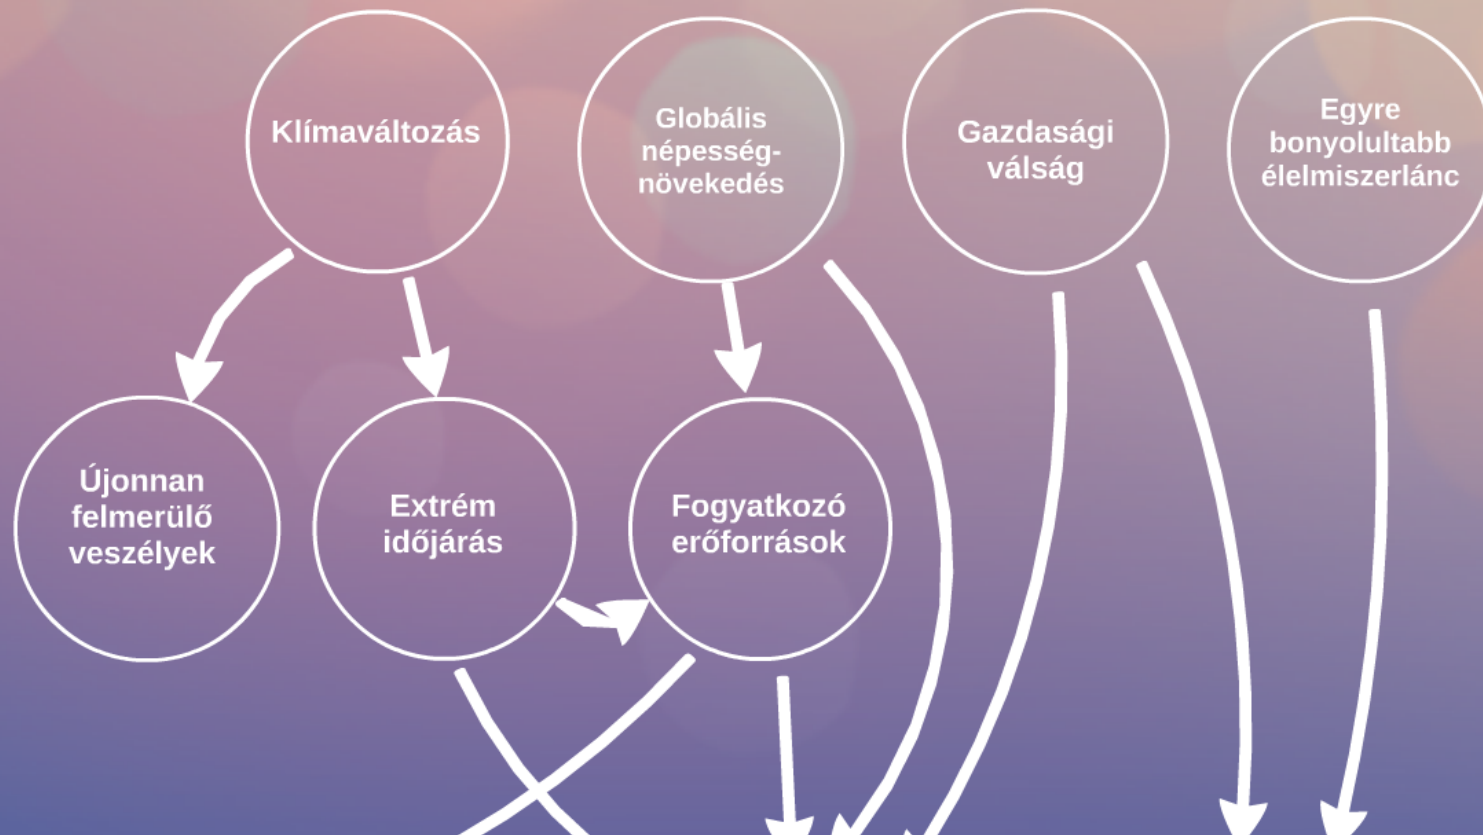 Klímaváltozás
Globális
népesség-
növekedés
Gazdasági
válság
Egyre
bonyolultabb
élelmiszerlánc
Újonnan
felmerülő
veszélyek
Extrém
időjárás
Fogyatkozó
erőforrások